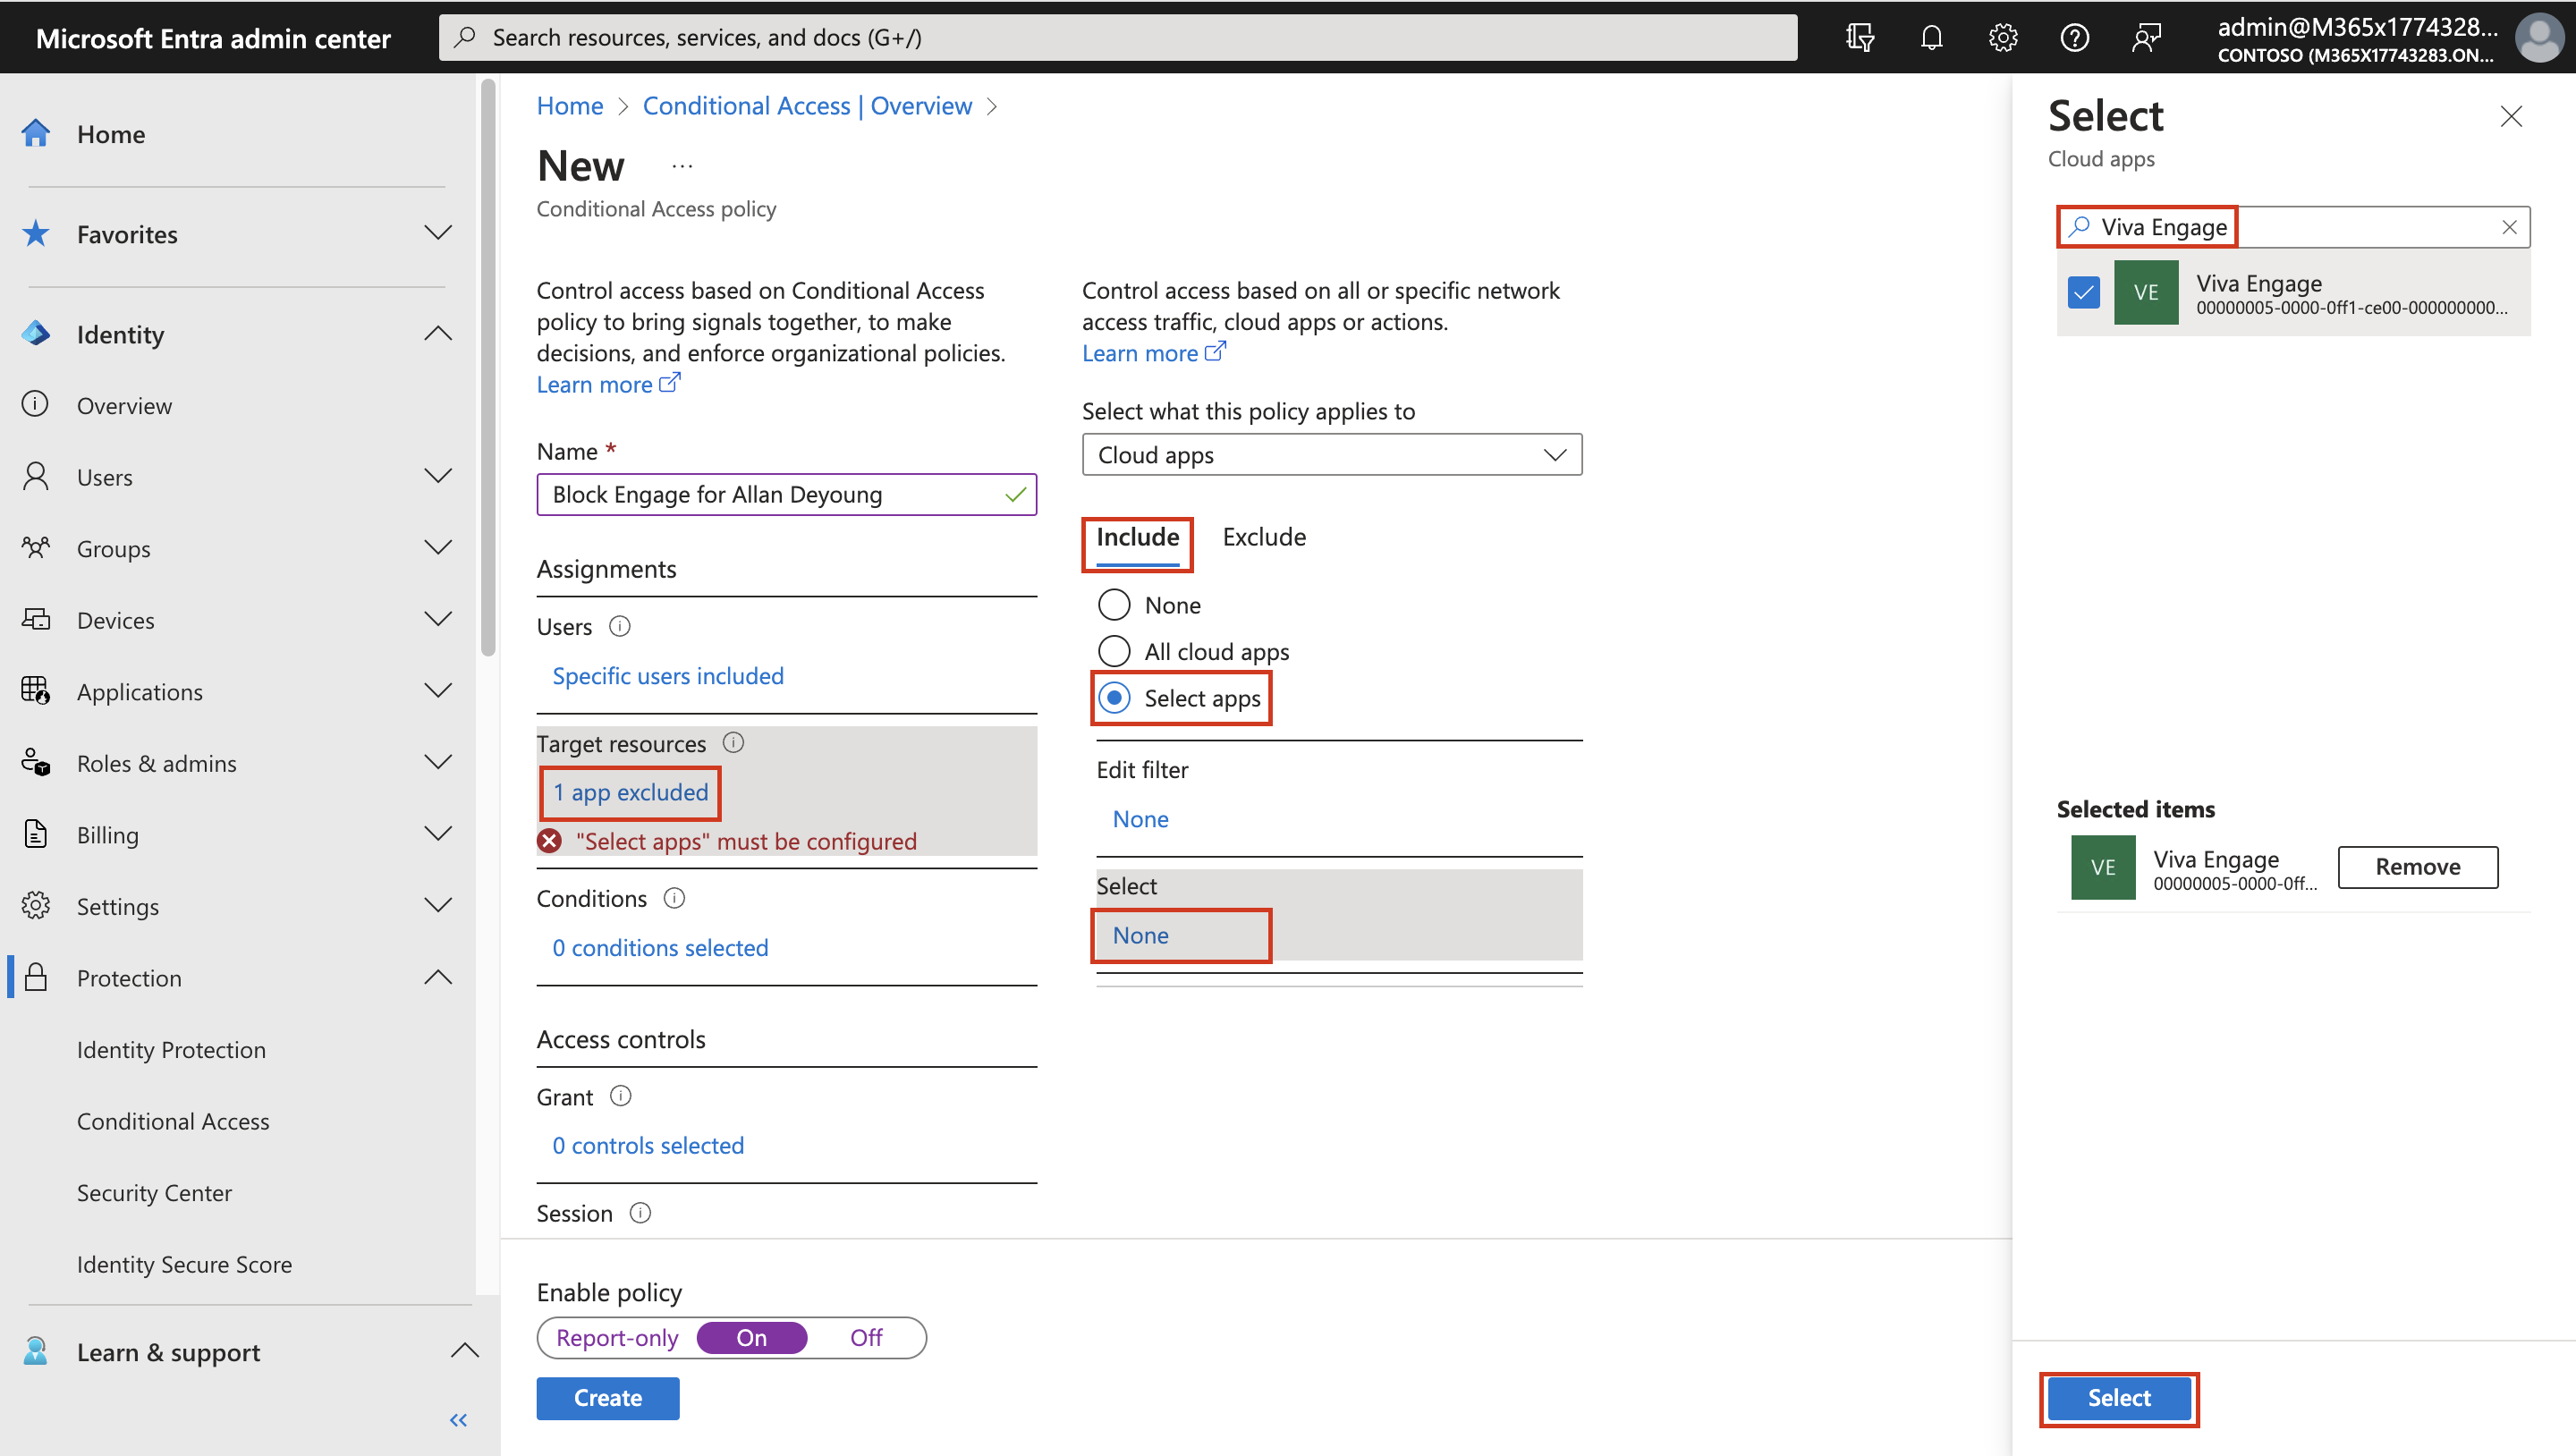 Microsoft Entra admin center
Search resources, services, and docs (G+/)
admin@M365x1774328...
CONTOSO (M365X17743283.ON...
Home
Favorites
Identity
Overview
Users
Groups
Devices
Applications
Roles & admins
Billing
Settings
Protection
Identity Protection
Conditional Access
Security Center
Identity Secure Score
Learn & support
Home > Conditional Access | Overview >
New ...
Conditional Access policy
Control access based on Conditional Access
policy to bring signals together, to make
decisions, and enforce organizational policies.
Learn more
Name *
Block Engage for Allan Deyoung
Assignments
Users
Specific users included
Target resources
1 app excluded
"Select apps" must be configured
Conditions
0 conditions selected
Access controls
Grant
0 controls selected
Session
Enable policy
Report-only On Off
Create
Control access based on all or specific network
access traffic, cloud apps or actions.
Learn more
Select what this policy applies to
Cloud apps
Include Exclude
None
All cloud apps
Select apps
Edit filter
None
Select
None
Select
Cloud apps
Viva Engage
VE
Viva Engage
00000005-0000-0ff1-ce00-000000000...
Selected items
VE
Viva Engage
00000005-0000-0ff...
Remove
Select